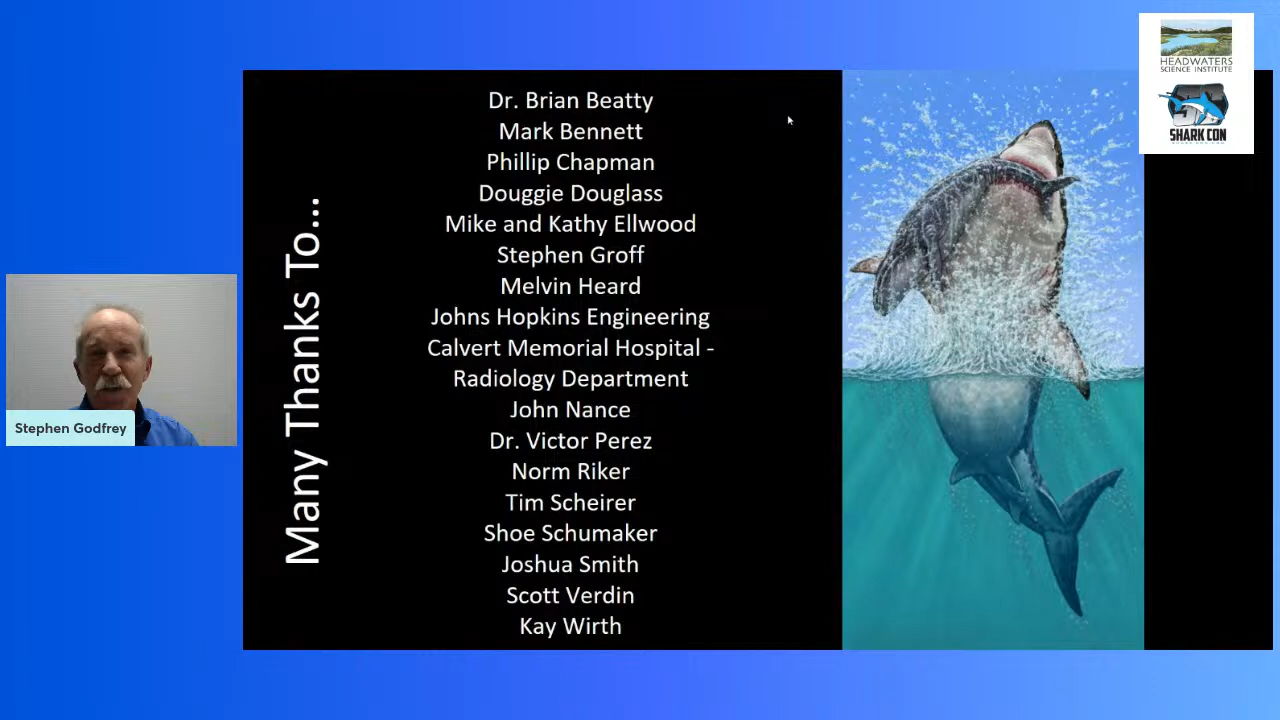 HEADWATERS
SCIENCE INSTITUTE
SHARK CON
Many Thanks To...
Dr. Brian Beatty
Mark Bennett
Phillip Chapman
Douggie Douglass
Mike and Kathy Ellwood
Stephen Groff
Melvin Heard
Johns Hopkins Engineering
Calvert Memorial Hospital -
Radiology Department
John Nance
Dr. Victor Perez
Norm Riker
Tim Scheirer
Shoe Schumaker
Joshua Smith
Scott Verdin
Kay Wirth
Stephen Godfrey